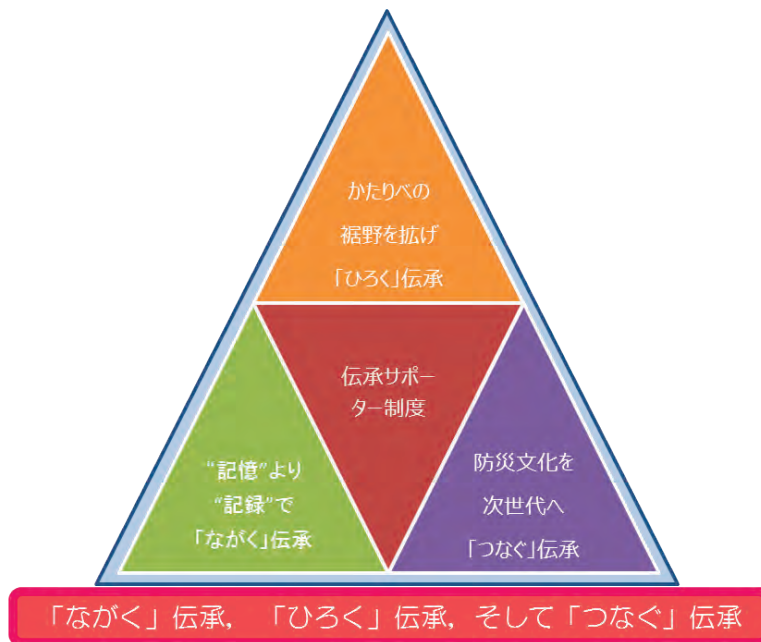 かたりべの
裾野を拡げ
「ひろく」伝承
伝承サポー
ター制度
“記憶”より
“記録”で
「ながく」伝承
防災文化を
次世代へ
「つなぐ」伝承
「ながく」伝承，　「ひろく」伝承，そして「つなぐ」伝承